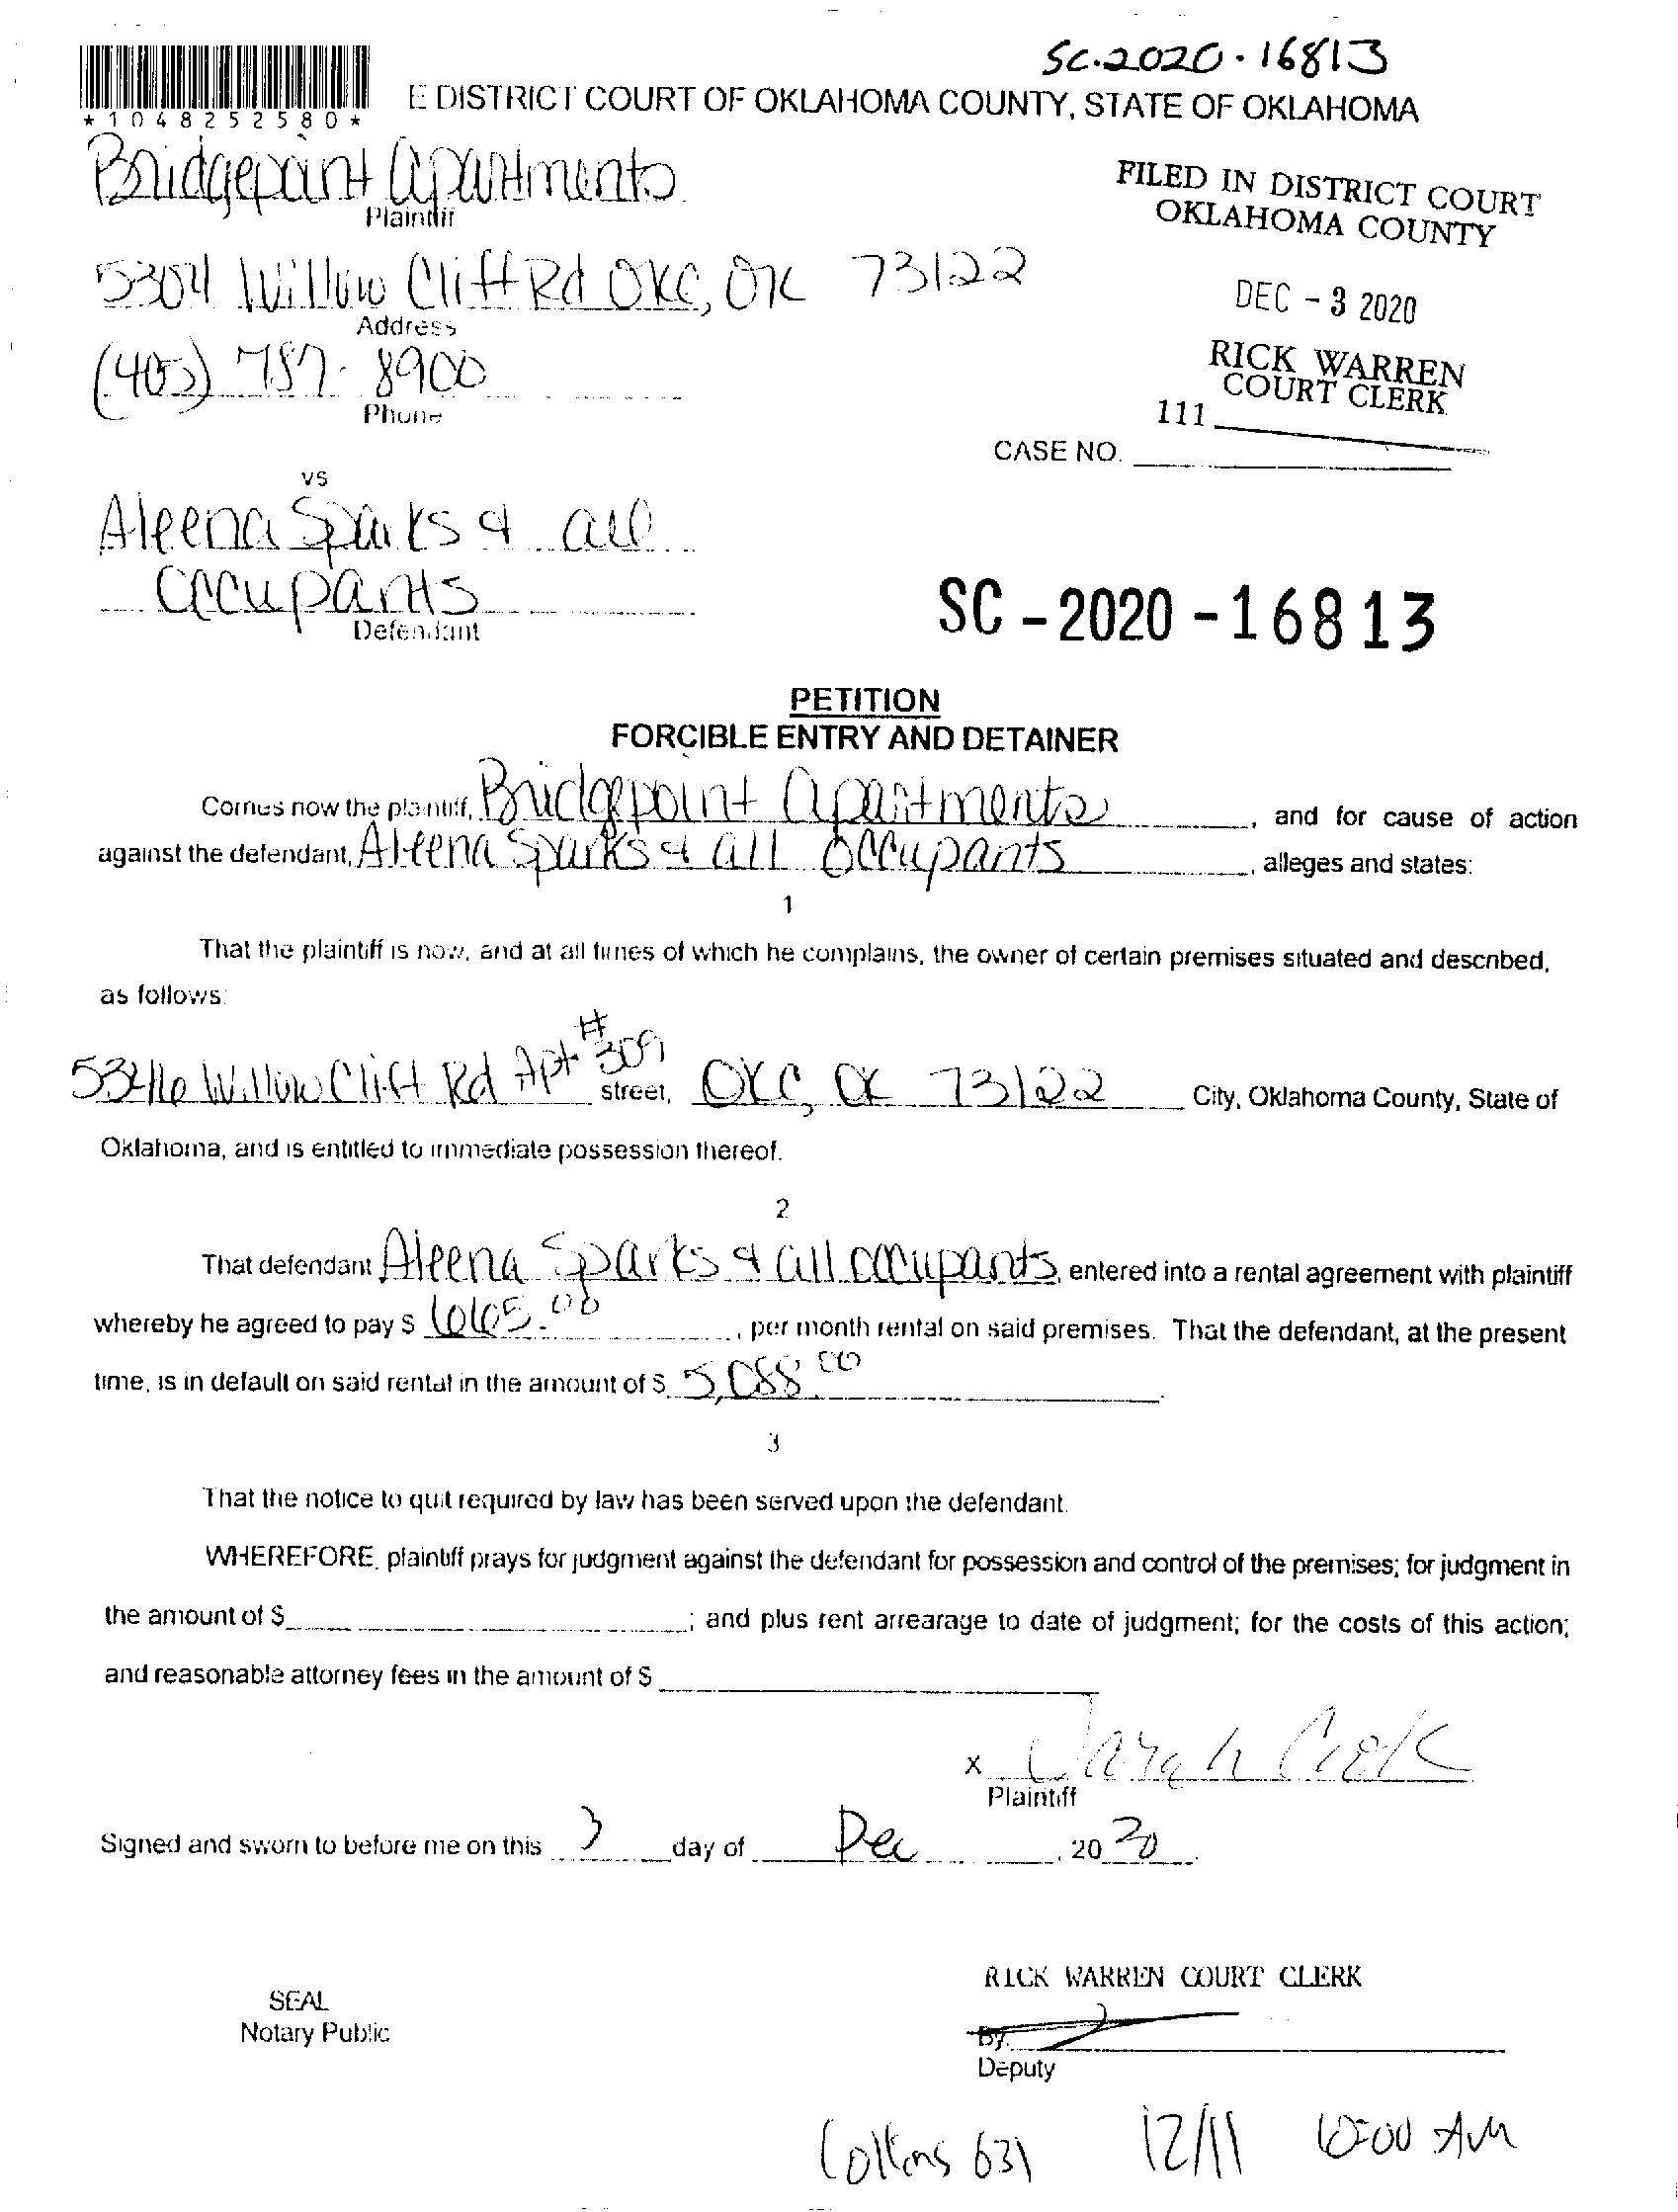 SC-2020-16813
*1048252580*
E DISTRICT COURT OF OKLAHOMA COUNTY, STATE OF OKLAHOMA
Bridgepoint Apartments
Plaintiff
FILED IN DISTRICT COURT
OKLAHOMA COUNTY
5304 Willow Cliff Rd OKC, OK 73122
Address
DEC - 3 2020
(405) 787-8900
Phone
RICK WARREN
COURT CLERK
111
CASE NO.
vs
Aleena Sparks & all
occupants
Defendant
SC-2020-16813
PETITION
FORCIBLE ENTRY AND DETAINER
Comes now the plaintiff, Bridgepoint Apartments, and for cause of action
against the defendant, Aleena Sparks & all occupants, alleges and states:
1
That the plaintiff is now, and at all times of which he complains, the owner of certain premises situated and described,
as follows:
Willow Cliff Rd Apt #309 street, OKC, OK 73122 City, Oklahoma County, State of
Oklahoma, and is entitled to immediate possession thereof.
2
That defendant Aleena Sparks & all occupants, entered into a rental agreement with plaintiff
whereby he agreed to pay $ 665.00, per month rental on said premises. That the defendant, at the present
time, is in default on said rental in the amount of $ 5,088.00.
3
That the notice to quit required by law has been served upon the defendant.
WHEREFORE, plaintiff prays for judgment against the defendant for possession and control of the premises; for judgment in
the amount of $ ; and plus rent arrearage to date of judgment; for the costs of this action;
and reasonable attorney fees in the amount of $
x Sarah Cook
Plaintiff
Signed and sworn to before me on this 3 day of Dec, 2020.
RICK WARREN COURT CLERK
SEAL
Notary Public
By:
Deputy
Collins 631 12/11 10:00 AM